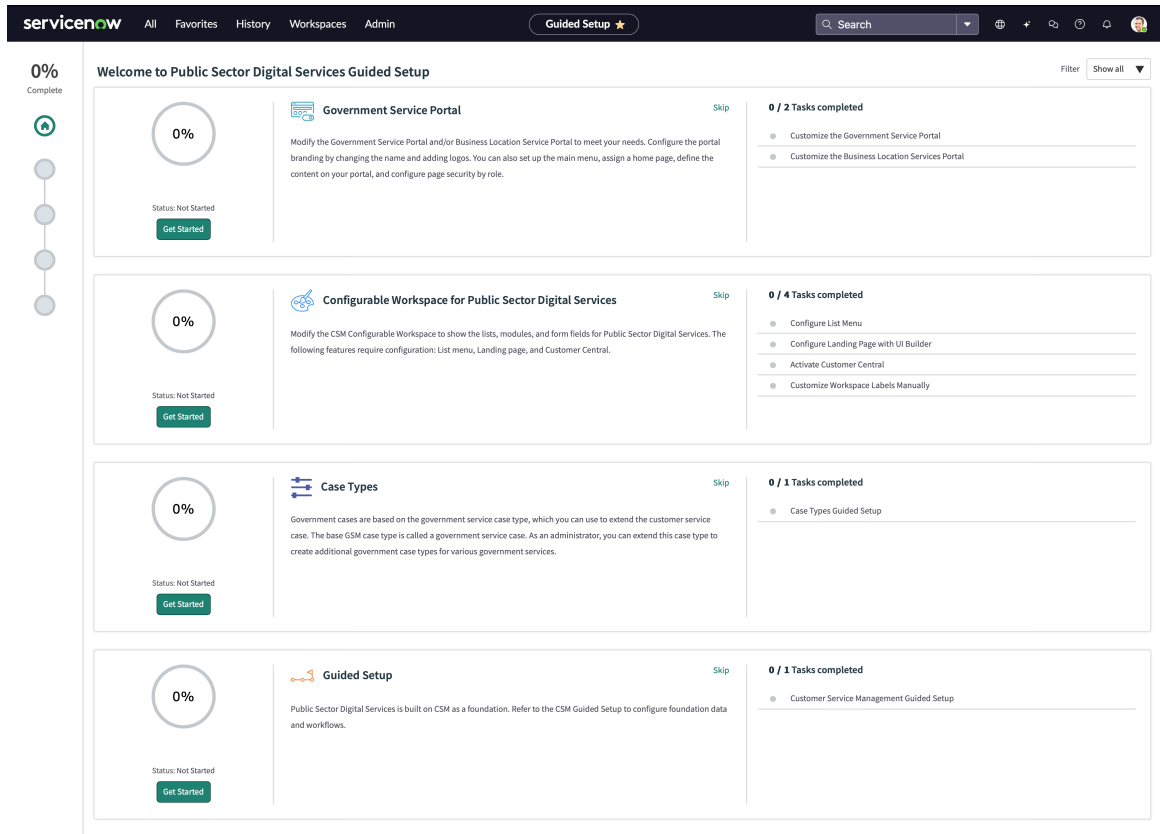 servicenow All Favorites History Workspaces Admin Guided Setup Search
0%
Complete
Welcome to Public Sector Digital Services Guided Setup
Filter Show all
0%
Status: Not Started
Get Started
Government Service Portal
Skip
Modify the Government Service Portal and/or Business Location Service Portal to meet your needs. Configure the portal
branding by changing the name and adding logos. You can also set up the main menu, assign a home page, define the
content on your portal, and configure page security by role.
0 / 2 Tasks completed
Customize the Government Service Portal
Customize the Business Location Services Portal
0%
Status: Not Started
Get Started
Configurable Workspace for Public Sector Digital Services
Skip
Modify the CSM Configurable Workspace to show the lists, modules, and form fields for Public Sector Digital Services. The
following features require configuration: List menu, Landing page, and Customer Central.
0 / 4 Tasks completed
Configure List Menu
Configure Landing Page with UI Builder
Activate Customer Central
Customize Workspace Labels Manually
0%
Status: Not Started
Get Started
Case Types
Skip
Government cases are based on the government service case type, which you can use to extend the customer service
case. The base GSM case type is called a government service case. As an administrator, you can extend this case type to
create additional government case types for various government services.
0 / 1 Tasks completed
Case Types Guided Setup
0%
Status: Not Started
Get Started
Guided Setup
Skip
Public Sector Digital Services is built on CSM as a foundation. Refer to the CSM Guided Setup to configure foundation data
and workflows.
0 / 1 Tasks completed
Customer Service Management Guided Setup